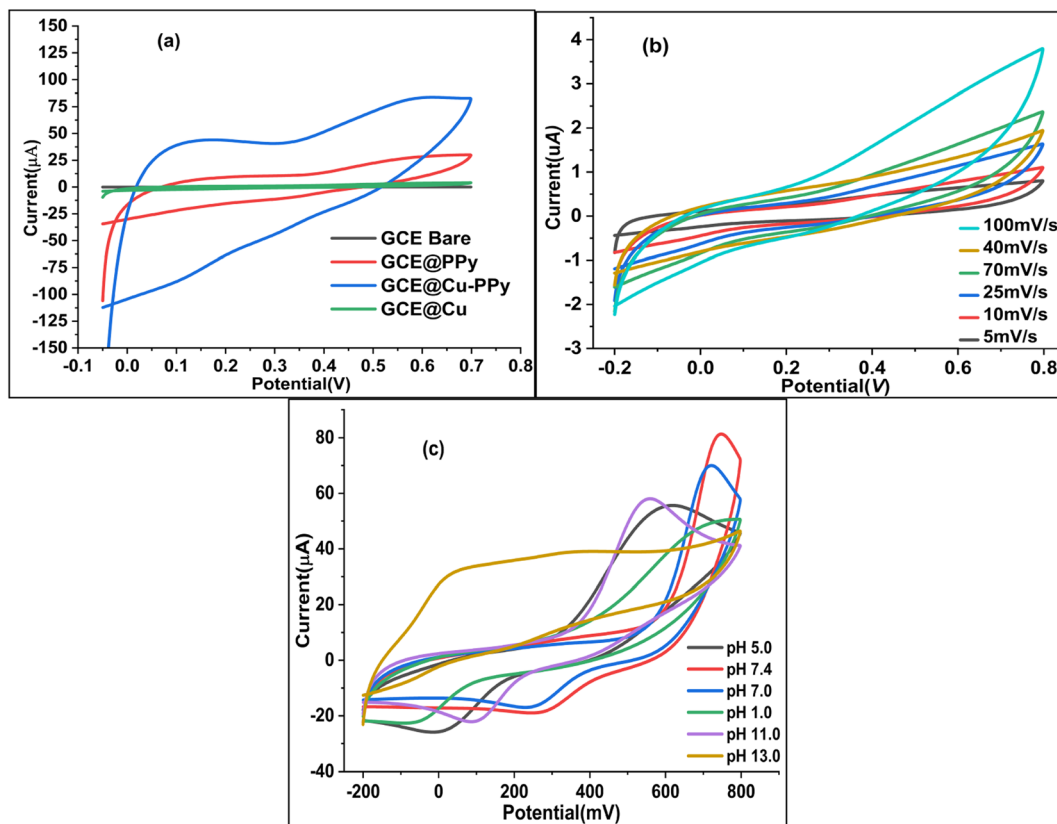 (a)
150
125
100
75
50
25
0
-25
-50
-75
-100
-125
-150
Current(μA)
GCE Bare
GCE@PPy
GCE@Cu-PPy
GCE@Cu
-0.1 0.0 0.1 0.2 0.3 0.4 0.5 0.6 0.7 0.8
Potential(V)
(b)
4
3
2
1
0
-1
-2
-3
Current(uA)
100mV/s
40mV/s
70mV/s
25mV/s
10mV/s
5mV/s
-0.2 0.0 0.2 0.4 0.6 0.8
Potential(V)
(c)
80
60
40
20
0
-20
-40
Current(μA)
pH 5.0
pH 7.4
pH 7.0
pH 1.0
pH 11.0
pH 13.0
-200 0 200 400 600 800
Potential(mV)